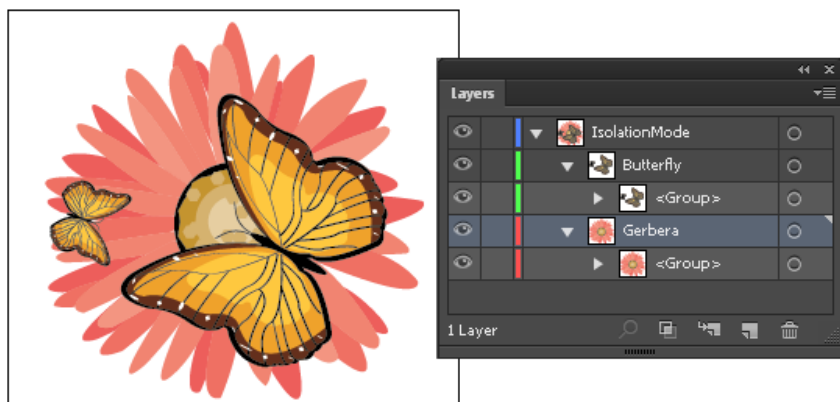 Layers
IsolationMode
Butterfly
<Group>
Gerbera
<Group>
1 Layer